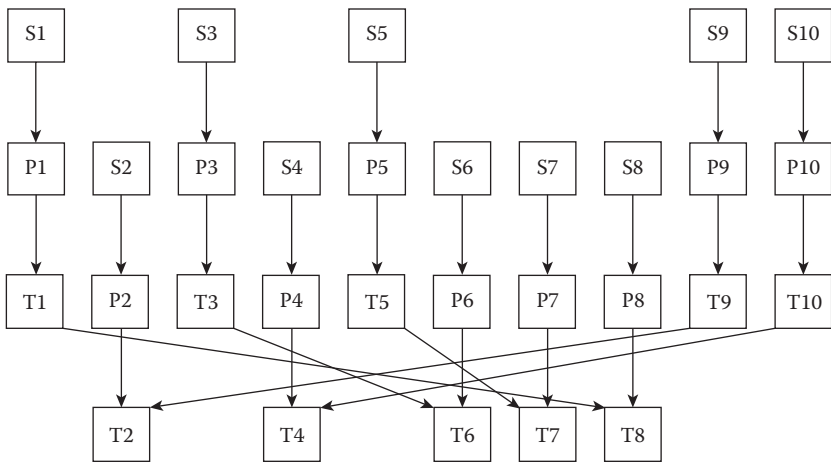 S1 S3 S5 S9 S10
P1 S2 P3 S4 P5 S6 S7 S8 P9 P10
T1 P2 T3 P4 T5 P6 P7 P8 T9 T10
T2 T4 T6 T7 T8